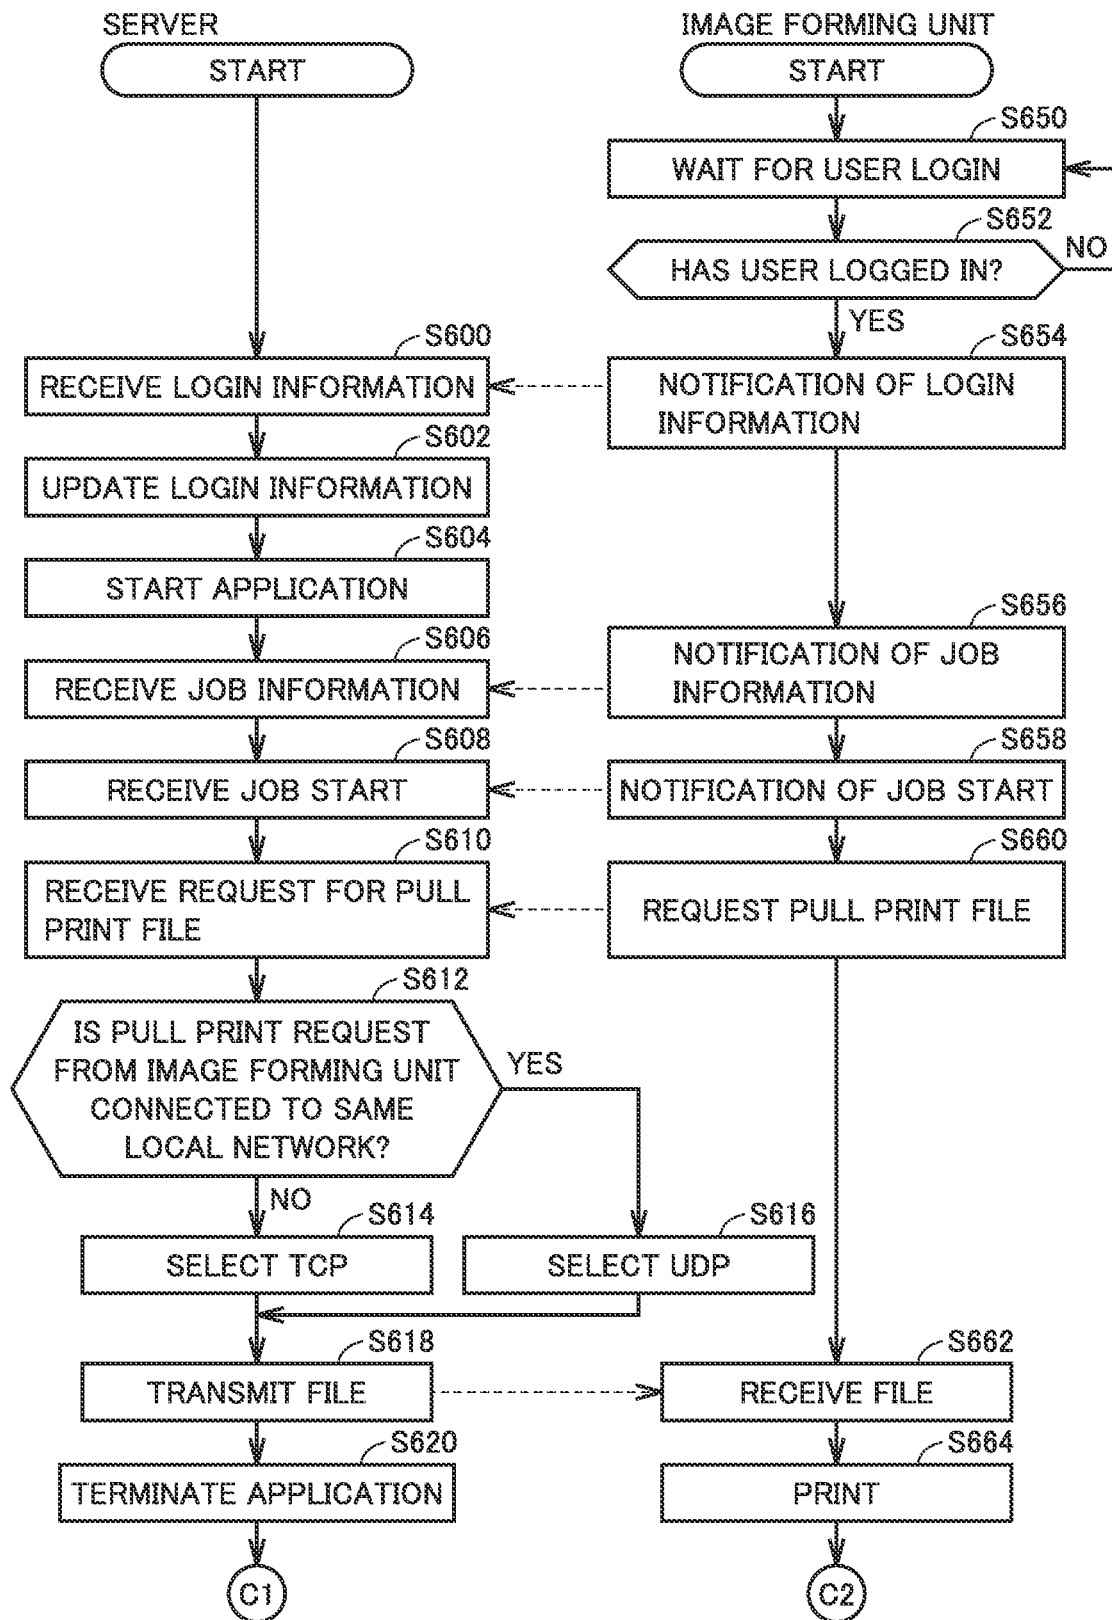 SERVER
START
S600
RECEIVE LOGIN INFORMATION
S602
UPDATE LOGIN INFORMATION
S604
START APPLICATION
S606
RECEIVE JOB INFORMATION
S608
RECEIVE JOB START
S610
RECEIVE REQUEST FOR PULL
PRINT FILE
S612
IS PULL PRINT REQUEST
FROM IMAGE FORMING UNIT
CONNECTED TO SAME
LOCAL NETWORK?
YES
NO
S614
SELECT TCP
S616
SELECT UDP
S618
TRANSMIT FILE
S620
TERMINATE APPLICATION
C1
IMAGE FORMING UNIT
START
S650
WAIT FOR USER LOGIN
S652
HAS USER LOGGED IN?
NO
YES
S654
NOTIFICATION OF LOGIN
INFORMATION
S656
NOTIFICATION OF JOB
INFORMATION
S658
NOTIFICATION OF JOB START
S660
REQUEST PULL PRINT FILE
S662
RECEIVE FILE
S664
PRINT
C2